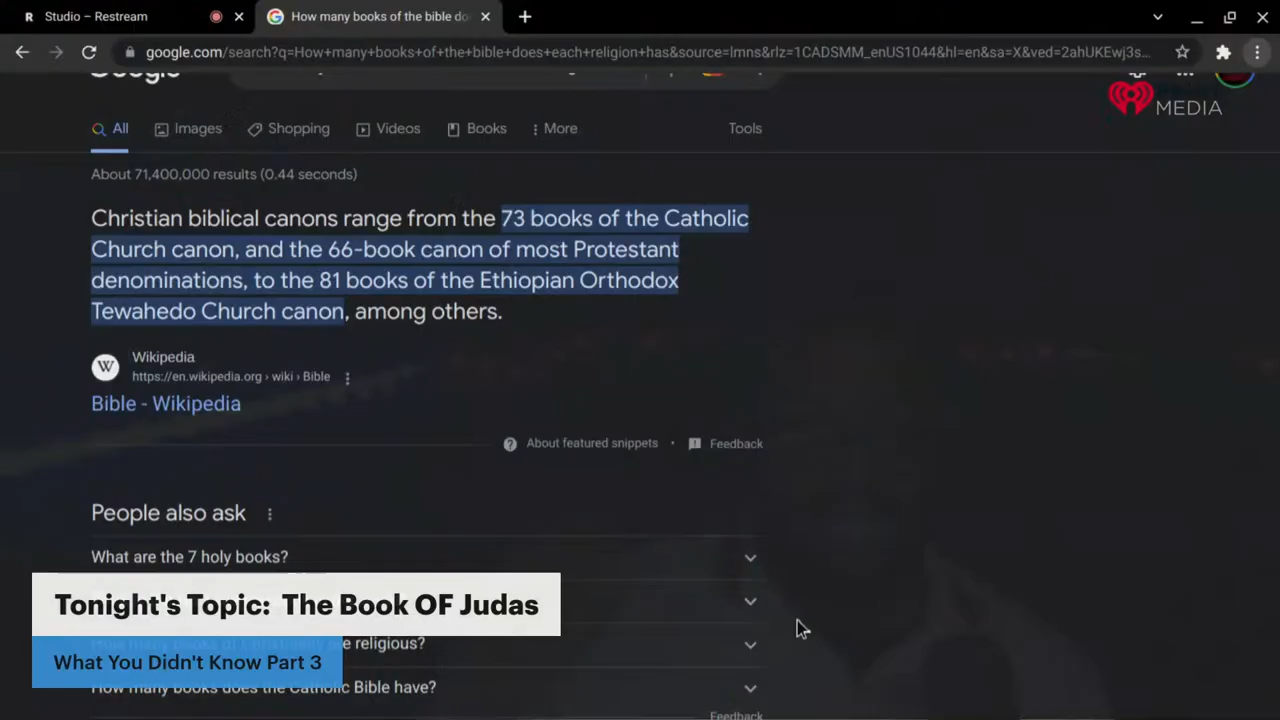 Studio – Restream
How many books of the bible do
google.com/search?q=How+many+books+of+the+bible+does+each+religion+has&source=lmns&rlz=1CADSMM_enUS1044&hl=en&sa=X&ved=2ahUKEwj3s...
Google
MEDIA
All Images Shopping Videos Books More Tools
About 71,400,000 results (0.44 seconds)
Christian biblical canons range from the 73 books of the Catholic
Church canon, and the 66-book canon of most Protestant
denominations, to the 81 books of the Ethiopian Orthodox
Tewahedo Church canon, among others.
Wikipedia
https://en.wikipedia.org › wiki › Bible
Bible - Wikipedia
About featured snippets • Feedback
People also ask
What are the 7 holy books?
Tonight's Topic: The Book OF Judas
religious?
What You Didn't Know Part 3
How many books does the Catholic Bible have?
Feedback